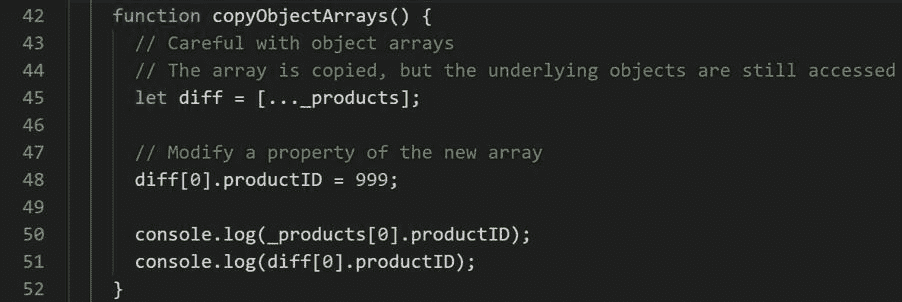 42 function copyObjectArrays() {
43 // Careful with object arrays
44 // The array is copied, but the underlying objects are still accessed
45 let diff = [..._products];
46
47 // Modify a property of the new array
48 diff[0].productID = 999;
49
50 console.log(_products[0].productID);
51 console.log(diff[0].productID);
52 }